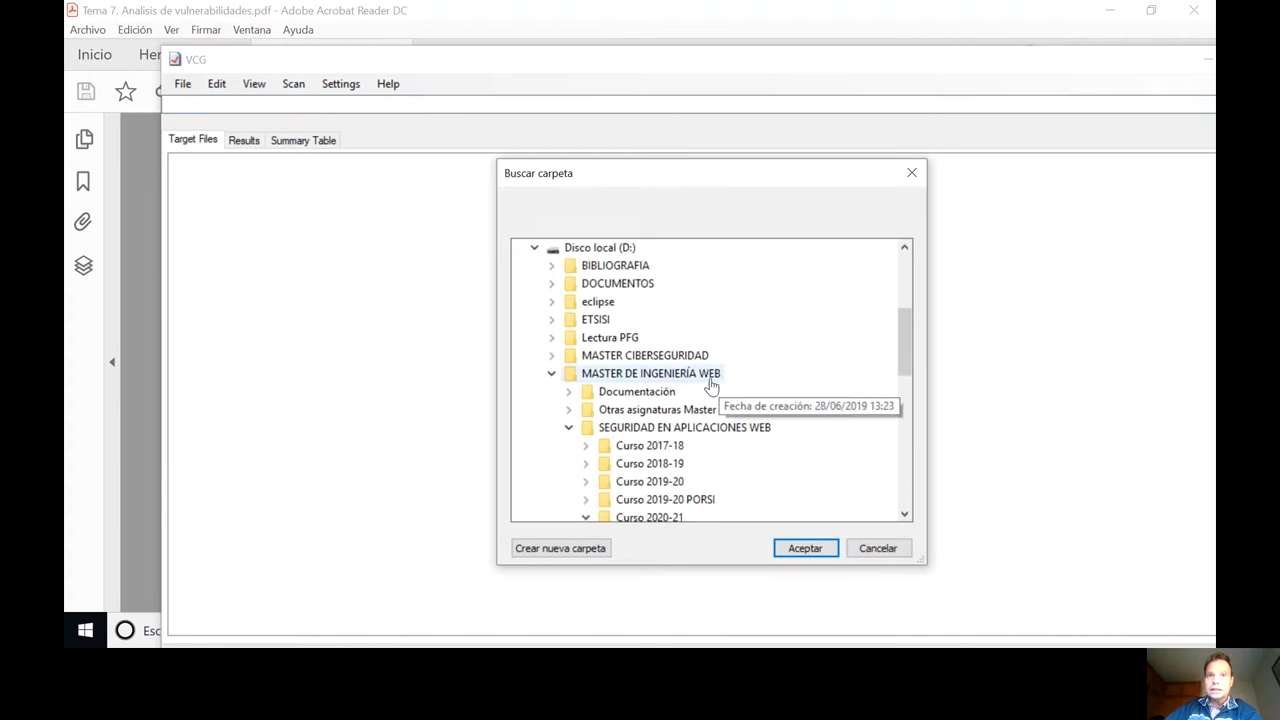 Tema 7. Analisis de vulnerabilidades.pdf - Adobe Acrobat Reader DC
Archivo Edición Ver Firmar Ventana Ayuda
Inicio Her
VCG
File Edit View Scan Settings Help
Target Files Results Summary Table
Buscar carpeta
Disco local (D:)
BIBLIOGRAFIA
DOCUMENTOS
eclipse
ETSISI
Lectura PFG
MASTER CIBERSEGURIDAD
MASTER DE INGENIERÍA WEB
Documentación
Otras asignaturas Master
Fecha de creación: 28/06/2019 13:23
SEGURIDAD EN APLICACIONES WEB
Curso 2017-18
Curso 2018-19
Curso 2019-20
Curso 2019-20 PORSI
Curso 2020-21
Crear nueva carpeta Aceptar Cancelar
Esc